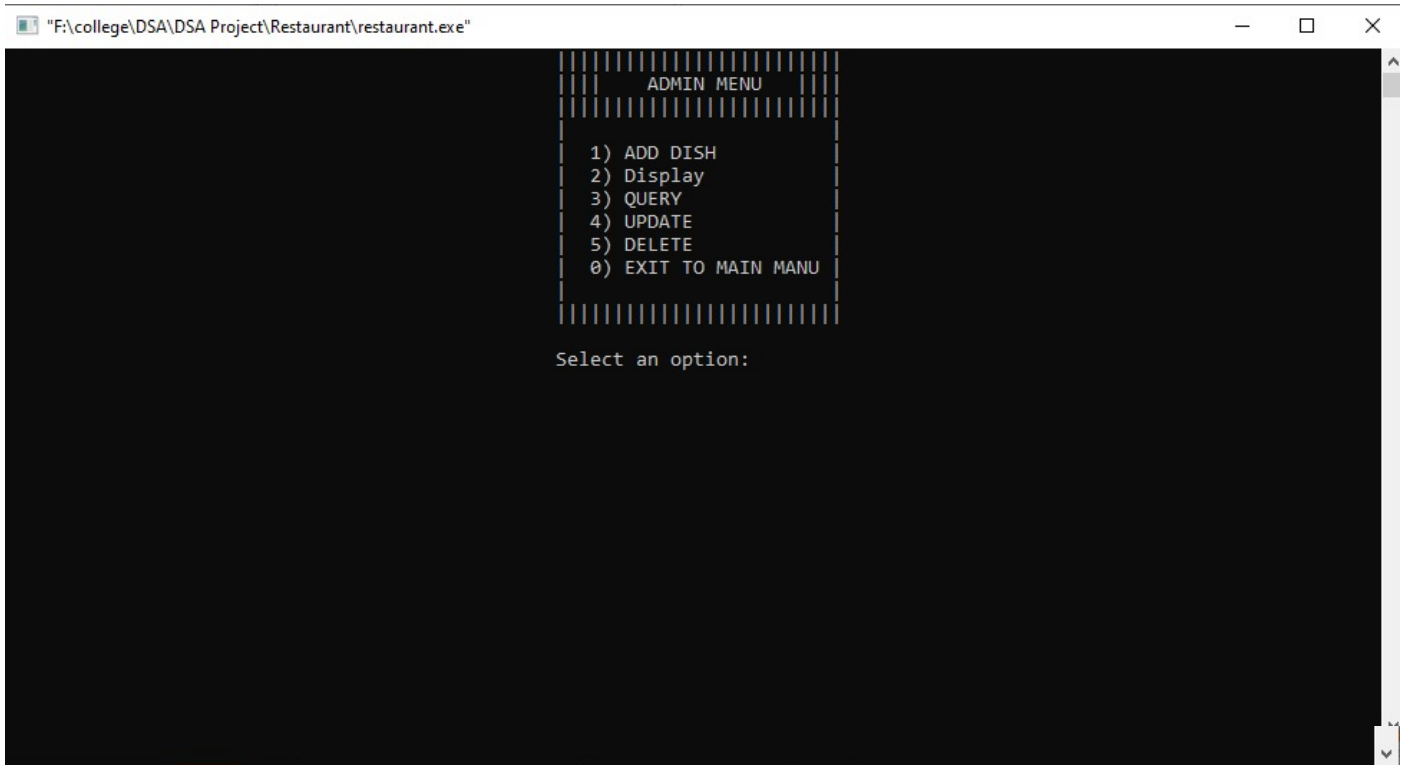 "F:\college\DSA\DSA Project\Restaurant\restaurant.exe"
|||||||||||||||||||||||||
||||    ADMIN MENU   ||||
|||||||||||||||||||||||||
|                       |
|  1) ADD DISH          |
|  2) Display           |
|  3) QUERY             |
|  4) UPDATE            |
|  5) DELETE            |
|  0) EXIT TO MAIN MANU |
|                       |
|||||||||||||||||||||||||
Select an option: